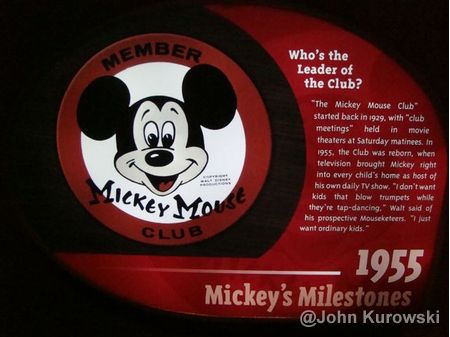 MEMBER
COPYRIGHT
WALT DISNEY
PRODUCTIONS
MICKEY MOUSE
CLUB
Who's the
Leader of
the Club?
"The Mickey Mouse Club"
started back in 1929, with "club
meetings" held in movie
theaters at Saturday matinees. In
1955, the Club was reborn, when
television brought Mickey right
into every child's home as host of
his own daily TV show. "I don't want
kids that blow trumpets while
they're tap-dancing," Walt said of
his prospective Mouseketeers. "I just
want ordinary kids."
1955
Mickey's Milestones
@John Kurowski